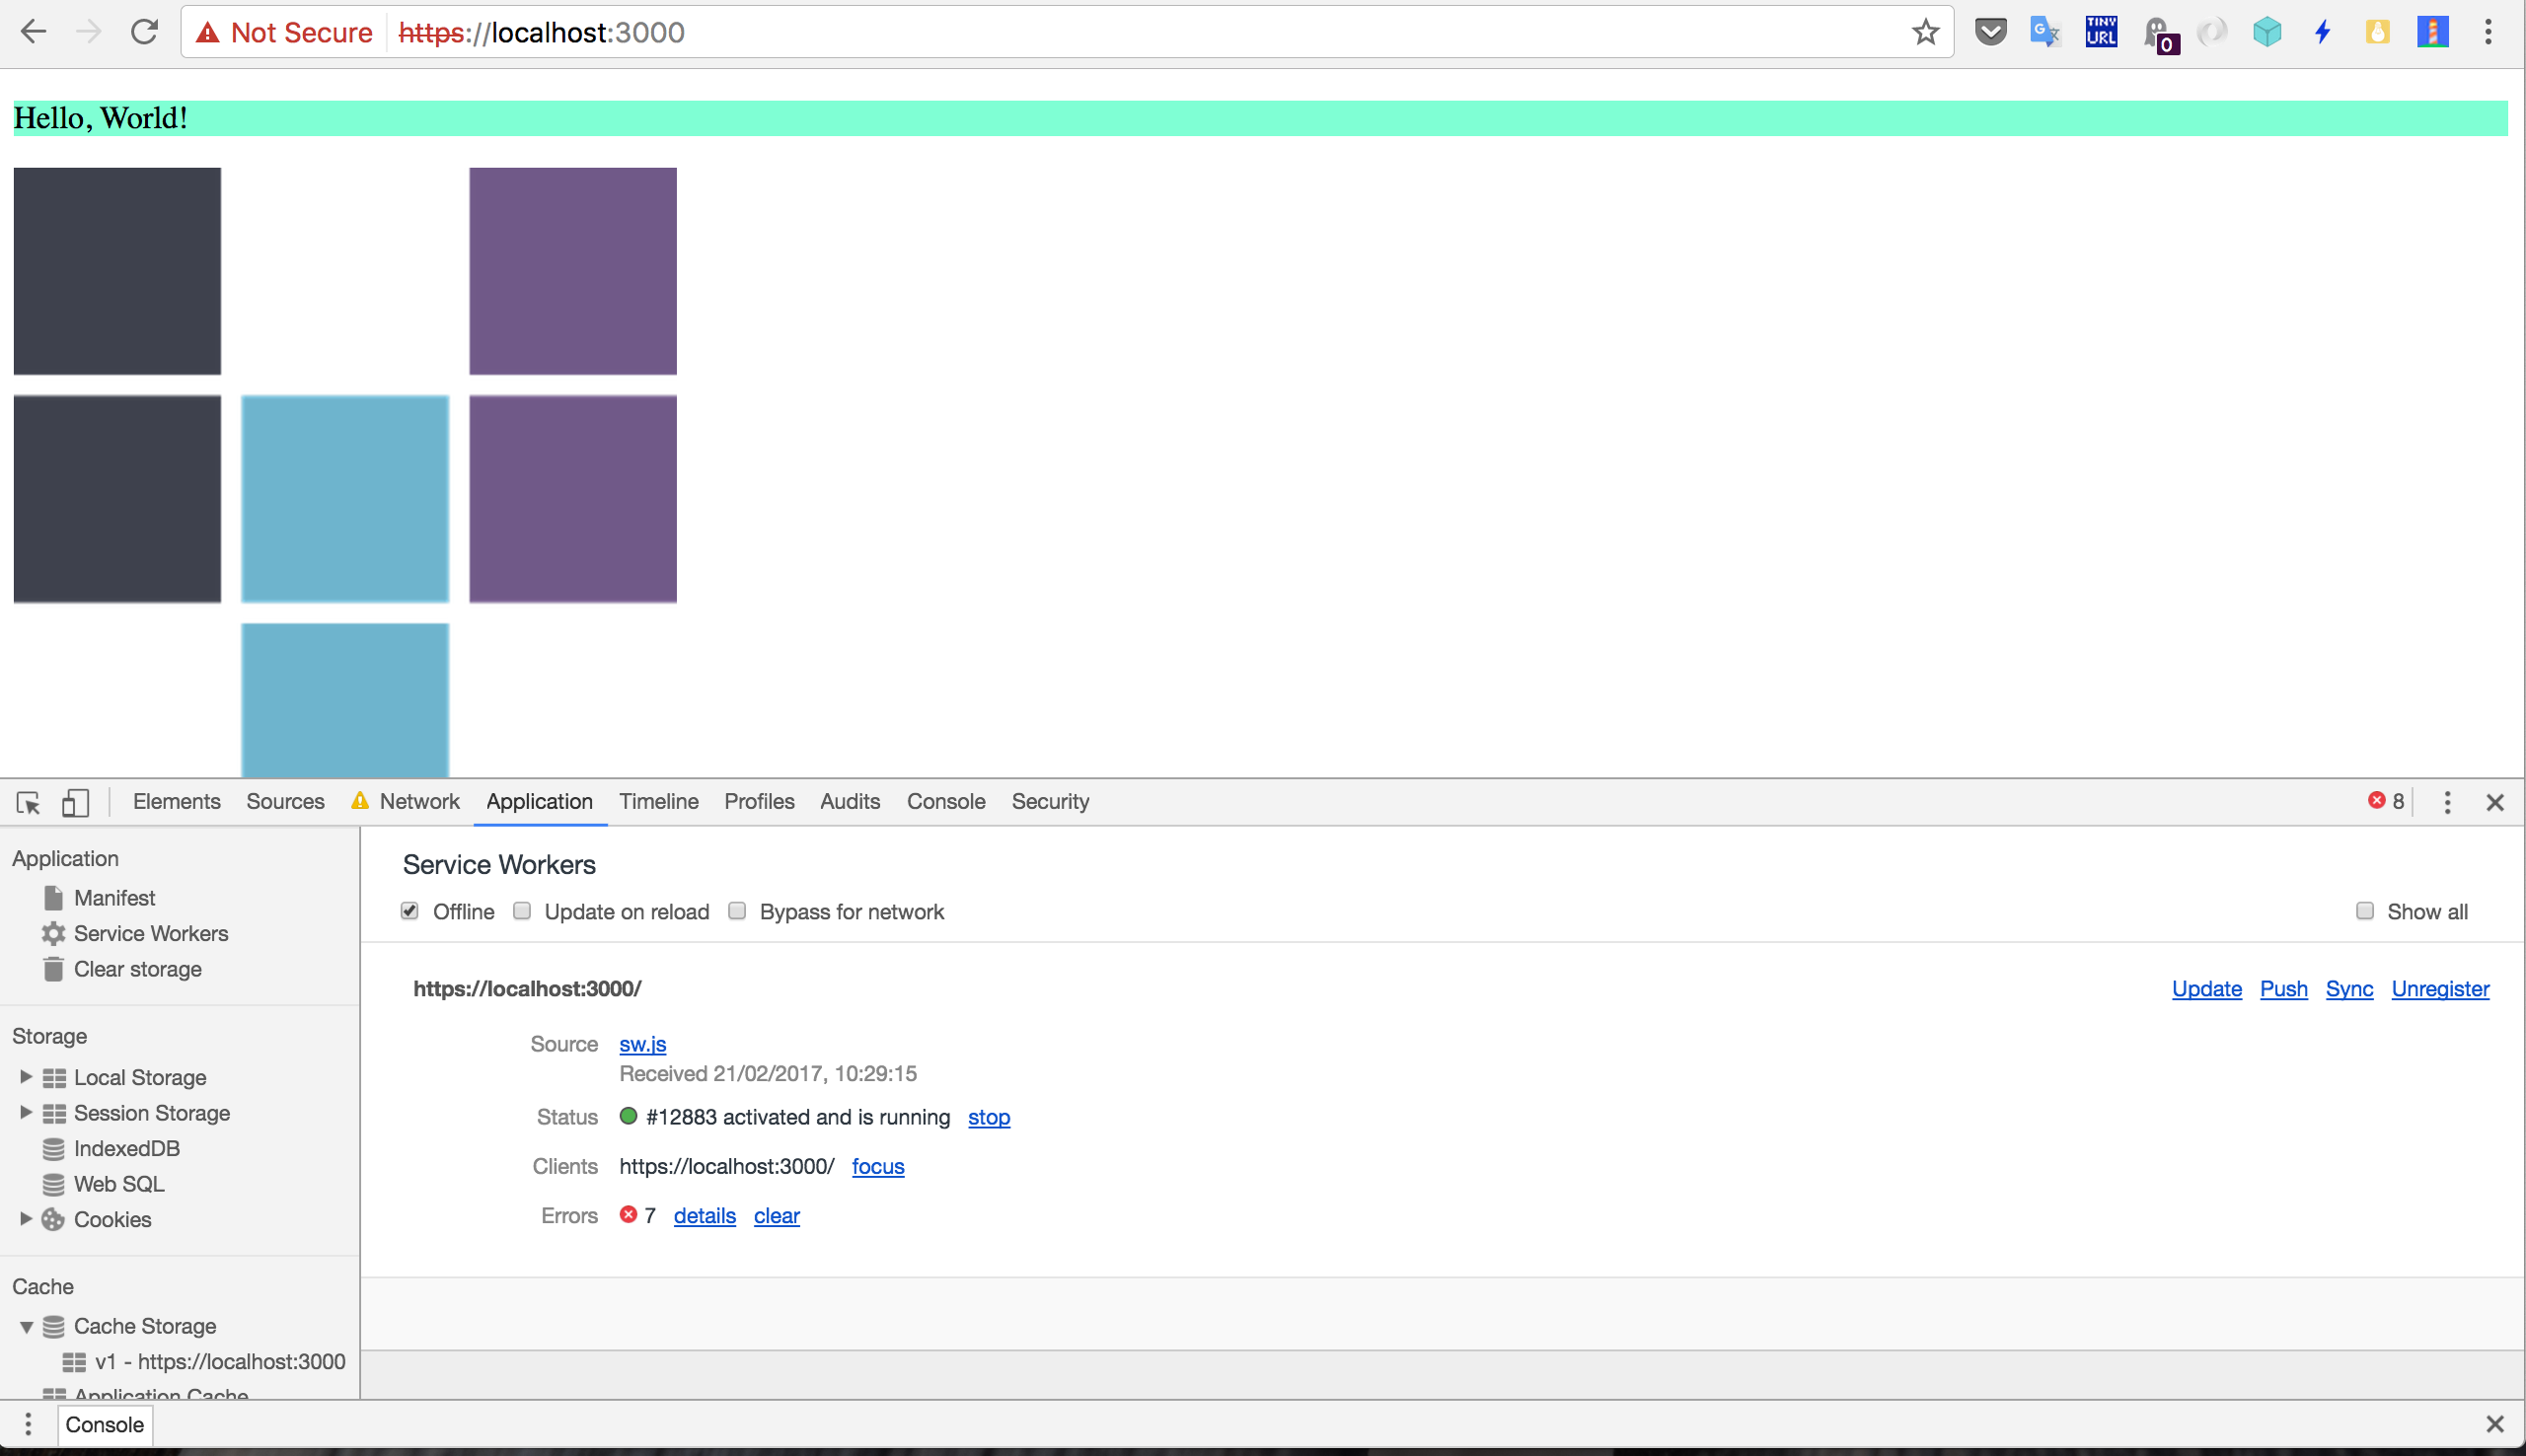 Not Secure https://localhost:3000
TINY
URL
0
Hello, World!
Elements Sources Network Application Timeline Profiles Audits Console Security 8
Application
Manifest
Service Workers
Clear storage
Storage
Local Storage
Session Storage
IndexedDB
Web SQL
Cookies
Cache
Cache Storage
v1 - https://localhost:3000
Application Cache
Service Workers
Offline Update on reload Bypass for network Show all
https://localhost:3000/ Update Push Sync Unregister
Source sw.js
Received 21/02/2017, 10:29:15
Status #12883 activated and is running stop
Clients https://localhost:3000/ focus
Errors 7 details clear
Console